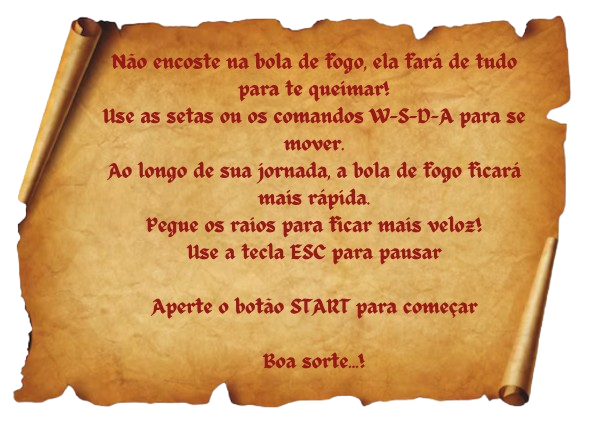 Não encoste na bola de fogo, ela fará de tudo
para te queimar!
Use as setas ou os comandos W-S-D-A para se
mover.
Ao longo de sua jornada, a bola de fogo ficará
mais rápida.
Pegue os raios para ficar mais veloz!
Use a tecla ESC para pausar
Aperte o botão START para começar
Boa sorte...!